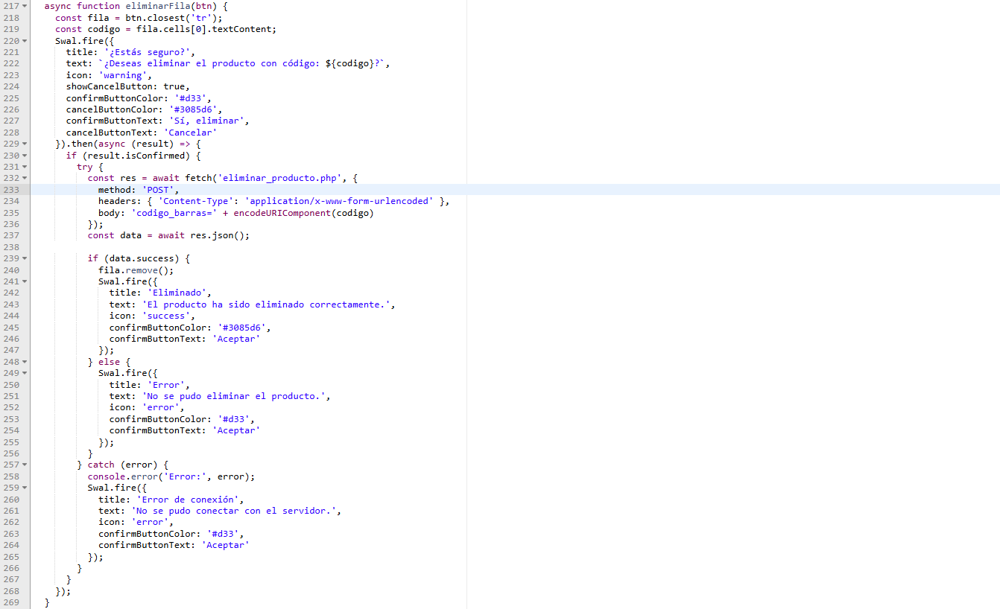 217 async function eliminarFila(btn) {
218 const fila = btn.closest('tr');
219 const codigo = fila.cells[0].textContent;
220 Swal.fire({
221 title: '¿Estás seguro?',
222 text: `¿Deseas eliminar el producto con código: ${codigo}?`,
223 icon: 'warning',
224 showCancelButton: true,
225 confirmButtonColor: '#d33',
226 cancelButtonColor: '#3085d6',
227 confirmButtonText: 'Sí, eliminar',
228 cancelButtonText: 'Cancelar'
229 }).then(async (result) => {
230 if (result.isConfirmed) {
231 try {
232 const res = await fetch('eliminar_producto.php', {
233 method: 'POST',
234 headers: { 'Content-Type': 'application/x-www-form-urlencoded' },
235 body: 'codigo_barras=' + encodeURIComponent(codigo)
236 });
237 const data = await res.json();
238
239 if (data.success) {
240 fila.remove();
241 Swal.fire({
242 title: 'Eliminado',
243 text: 'El producto ha sido eliminado correctamente.',
244 icon: 'success',
245 confirmButtonColor: '#3085d6',
246 confirmButtonText: 'Aceptar'
247 });
248 } else {
249 Swal.fire({
250 title: 'Error',
251 text: 'No se pudo eliminar el producto.',
252 icon: 'error',
253 confirmButtonColor: '#d33',
254 confirmButtonText: 'Aceptar'
255 });
256 }
257 } catch (error) {
258 console.error('Error:', error);
259 Swal.fire({
260 title: 'Error de conexión',
261 text: 'No se pudo conectar con el servidor.',
262 icon: 'error',
263 confirmButtonColor: '#d33',
264 confirmButtonText: 'Aceptar'
265 });
266 }
267 }
268 });
269 }